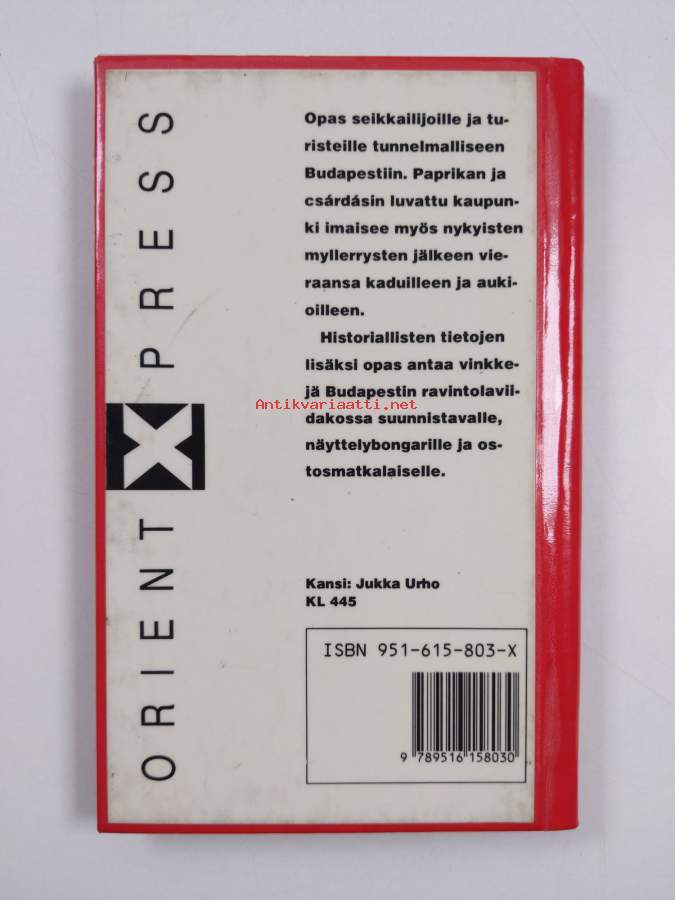 ORIENT X PRESS
Opas seikkailijoille ja tu-
risteille tunnelmalliseen
Budapestiin. Paprikan ja
csárdásin luvattu kaupun-
ki imaisee myös nykyisten
myllerrysten jälkeen vie-
raansa kaduilleen ja auki-
oilleen.
Historiallisten tietojen
lisäksi opas antaa vinkke-
jä Budapestin ravintolavii-
Antikvariaatti.net
dakossa suunnistavalle,
näyttelybongarille ja os-
tosmatkalaiselle.
Kansi: Jukka Urho
KL 445
ISBN 951-615-803-X
9 789516 158030